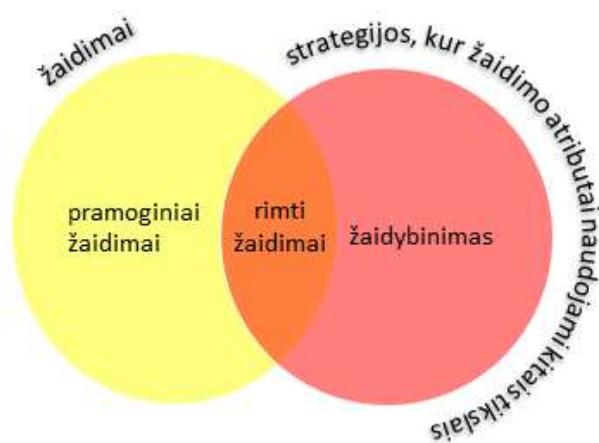 žaidimai
strategijos, kur žaidimo atributai naudojami kitais tikslais
pramoginiai
žaidimai
rimti
žaidimai
žaidybinimas